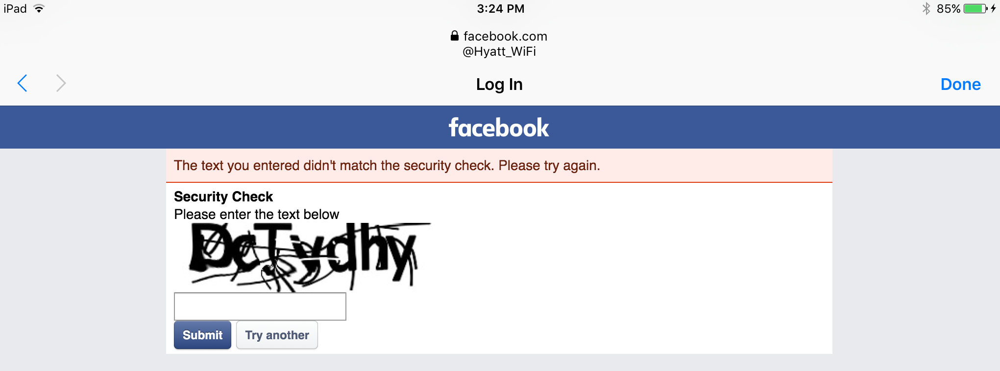 iPad 3:24 PM 85%
facebook.com
@Hyatt_WiFi
Log In Done
facebook
The text you entered didn't match the security check. Please try again.
Security Check
Please enter the text below
Submit Try another